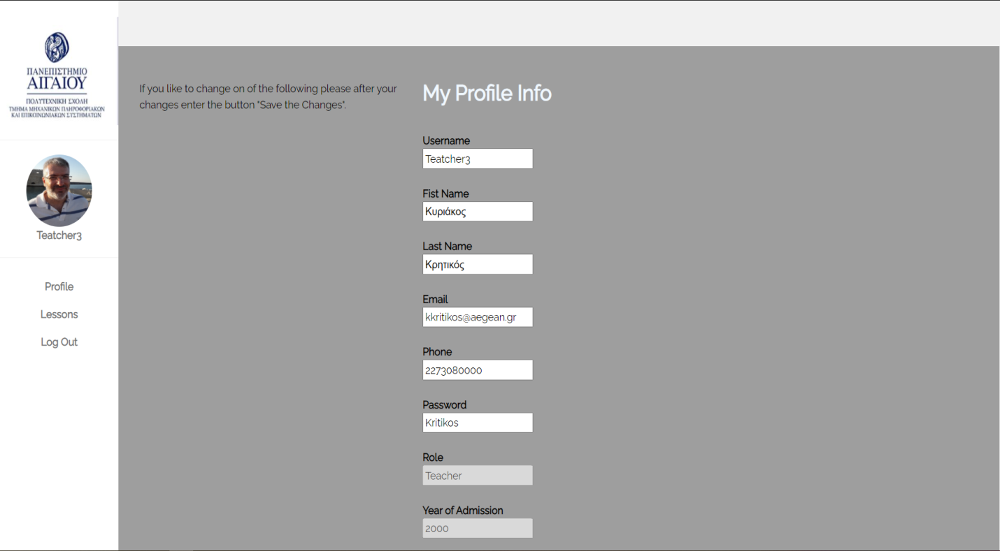 ΠΑΝΕΠΙΣΤΗΜΙΟ
ΑΙΓΑΙΟΥ
ΠΟΛΥΤΕΧΝΙΚΗ ΣΧΟΛΗ
ΤΜΗΜΑ ΜΗΧΑΝΙΚΩΝ ΠΛΗΡΟΦΟΡΙΑΚΩΝ
ΚΑΙ ΕΠΙΚΟΙΝΩΝΙΑΚΩΝ ΣΥΣΤΗΜΑΤΩΝ
Teatcher3
Profile
Lessons
Log Out
If you like to change on of the following please after your
changes enter the button "Save the Changes".
My Profile Info
Username
Teatcher3
Fist Name
Κυριάκος
Last Name
Κρητικός
Email
kkritikos@aegean.gr
Phone
2273080000
Password
Kritikos
Role
Teacher
Year of Admission
2000